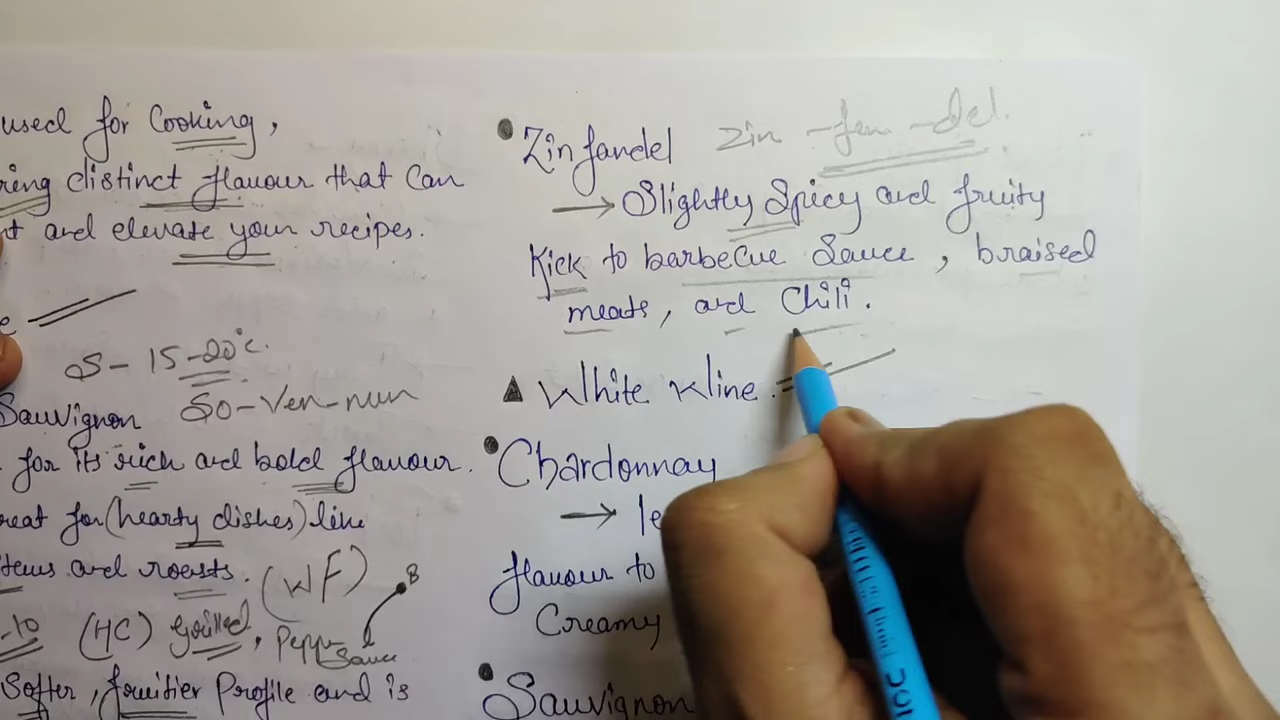 used for Cooking,
ring distinct flavour that can
and elevate your recipes.
S - 15-20°c.
Sauvignon So-Ven-nun
for its rich and bold flavour.
reat for (hearty dishes) like
and roasts. (WF) B
10 (HC) Grilled, Pepper
Sauce
Softer, fruitier Profile and is
Zinfandel Zin-fen-del.
→ Slightly Spicy and fruity
Kick to barbecue Sauce, braised
meats, and Chili.
White Wine.
Chardonnay
→ le
flavour to
Creamy
Sauvignon